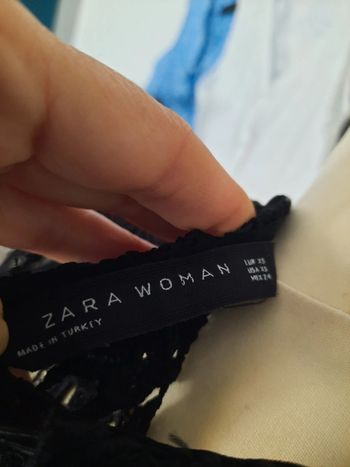 ZARA WOMAN
MADE IN TURKEY
EUR XS
USA XS
MEX 24